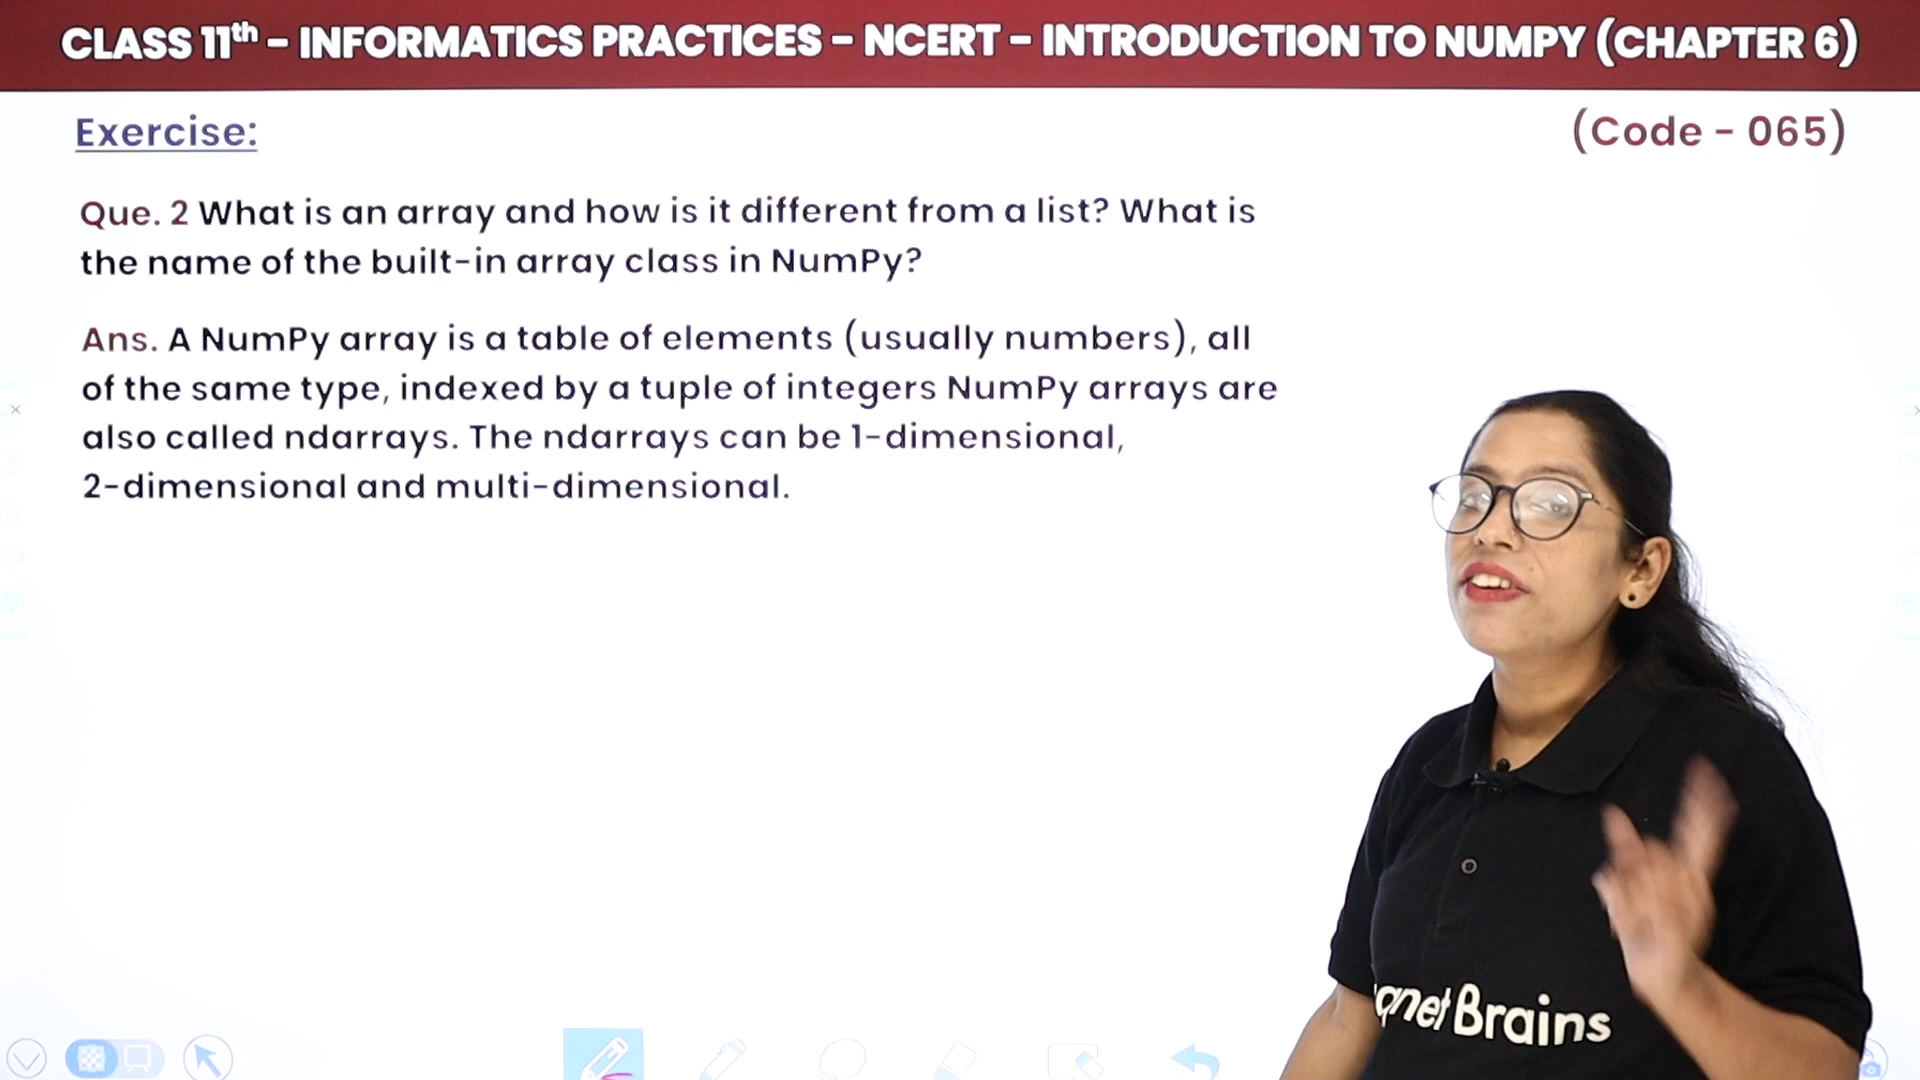 CLASS 11th - INFORMATICS PRACTICES - NCERT - INTRODUCTION TO NUMPY (CHAPTER 6)
Exercise:
(Code - 065)
Que. 2 What is an array and how is it different from a list? What is
the name of the built-in array class in NumPy?
Ans. A NumPy array is a table of elements (usually numbers), all
of the same type, indexed by a tuple of integers NumPy arrays are
also called ndarrays. The ndarrays can be 1-dimensional,
2-dimensional and multi-dimensional.
gnet Brains